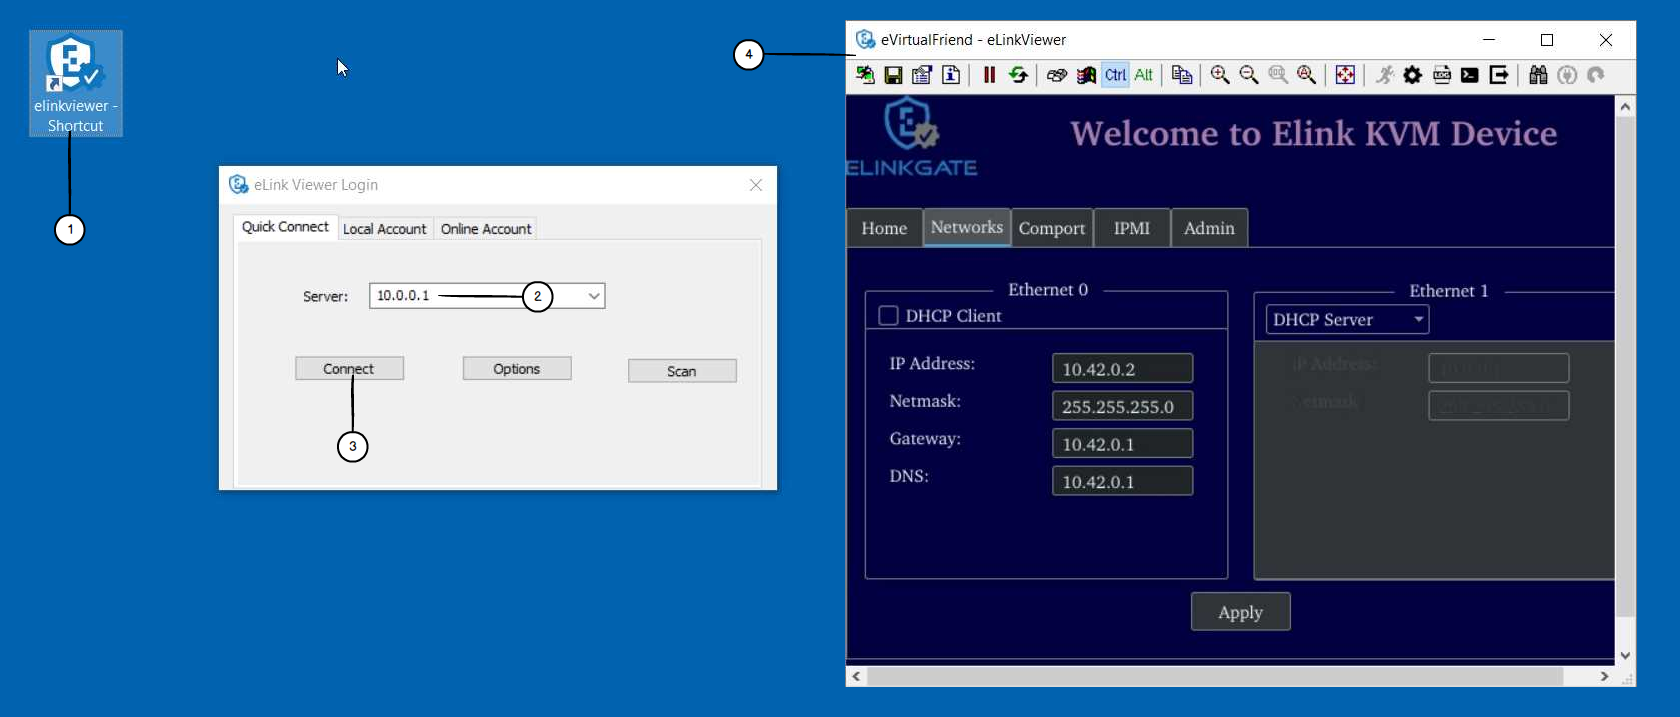 elinkviewer -
Shortcut
1
eLink Viewer Login
Quick Connect
Local Account
Online Account
Server:
10.0.0.1
2
Connect
Options
Scan
3
4
eVirtualFriend - eLinkViewer
Ctrl
Alt
ELINKGATE
Welcome to Elink KVM Device
Home
Networks
Comport
IPMI
Admin
Ethernet 0
DHCP Client
IP Address:
10.42.0.2
Netmask:
255.255.255.0
Gateway:
10.42.0.1
DNS:
10.42.0.1
Ethernet 1
DHCP Server
IP Address:
Apply